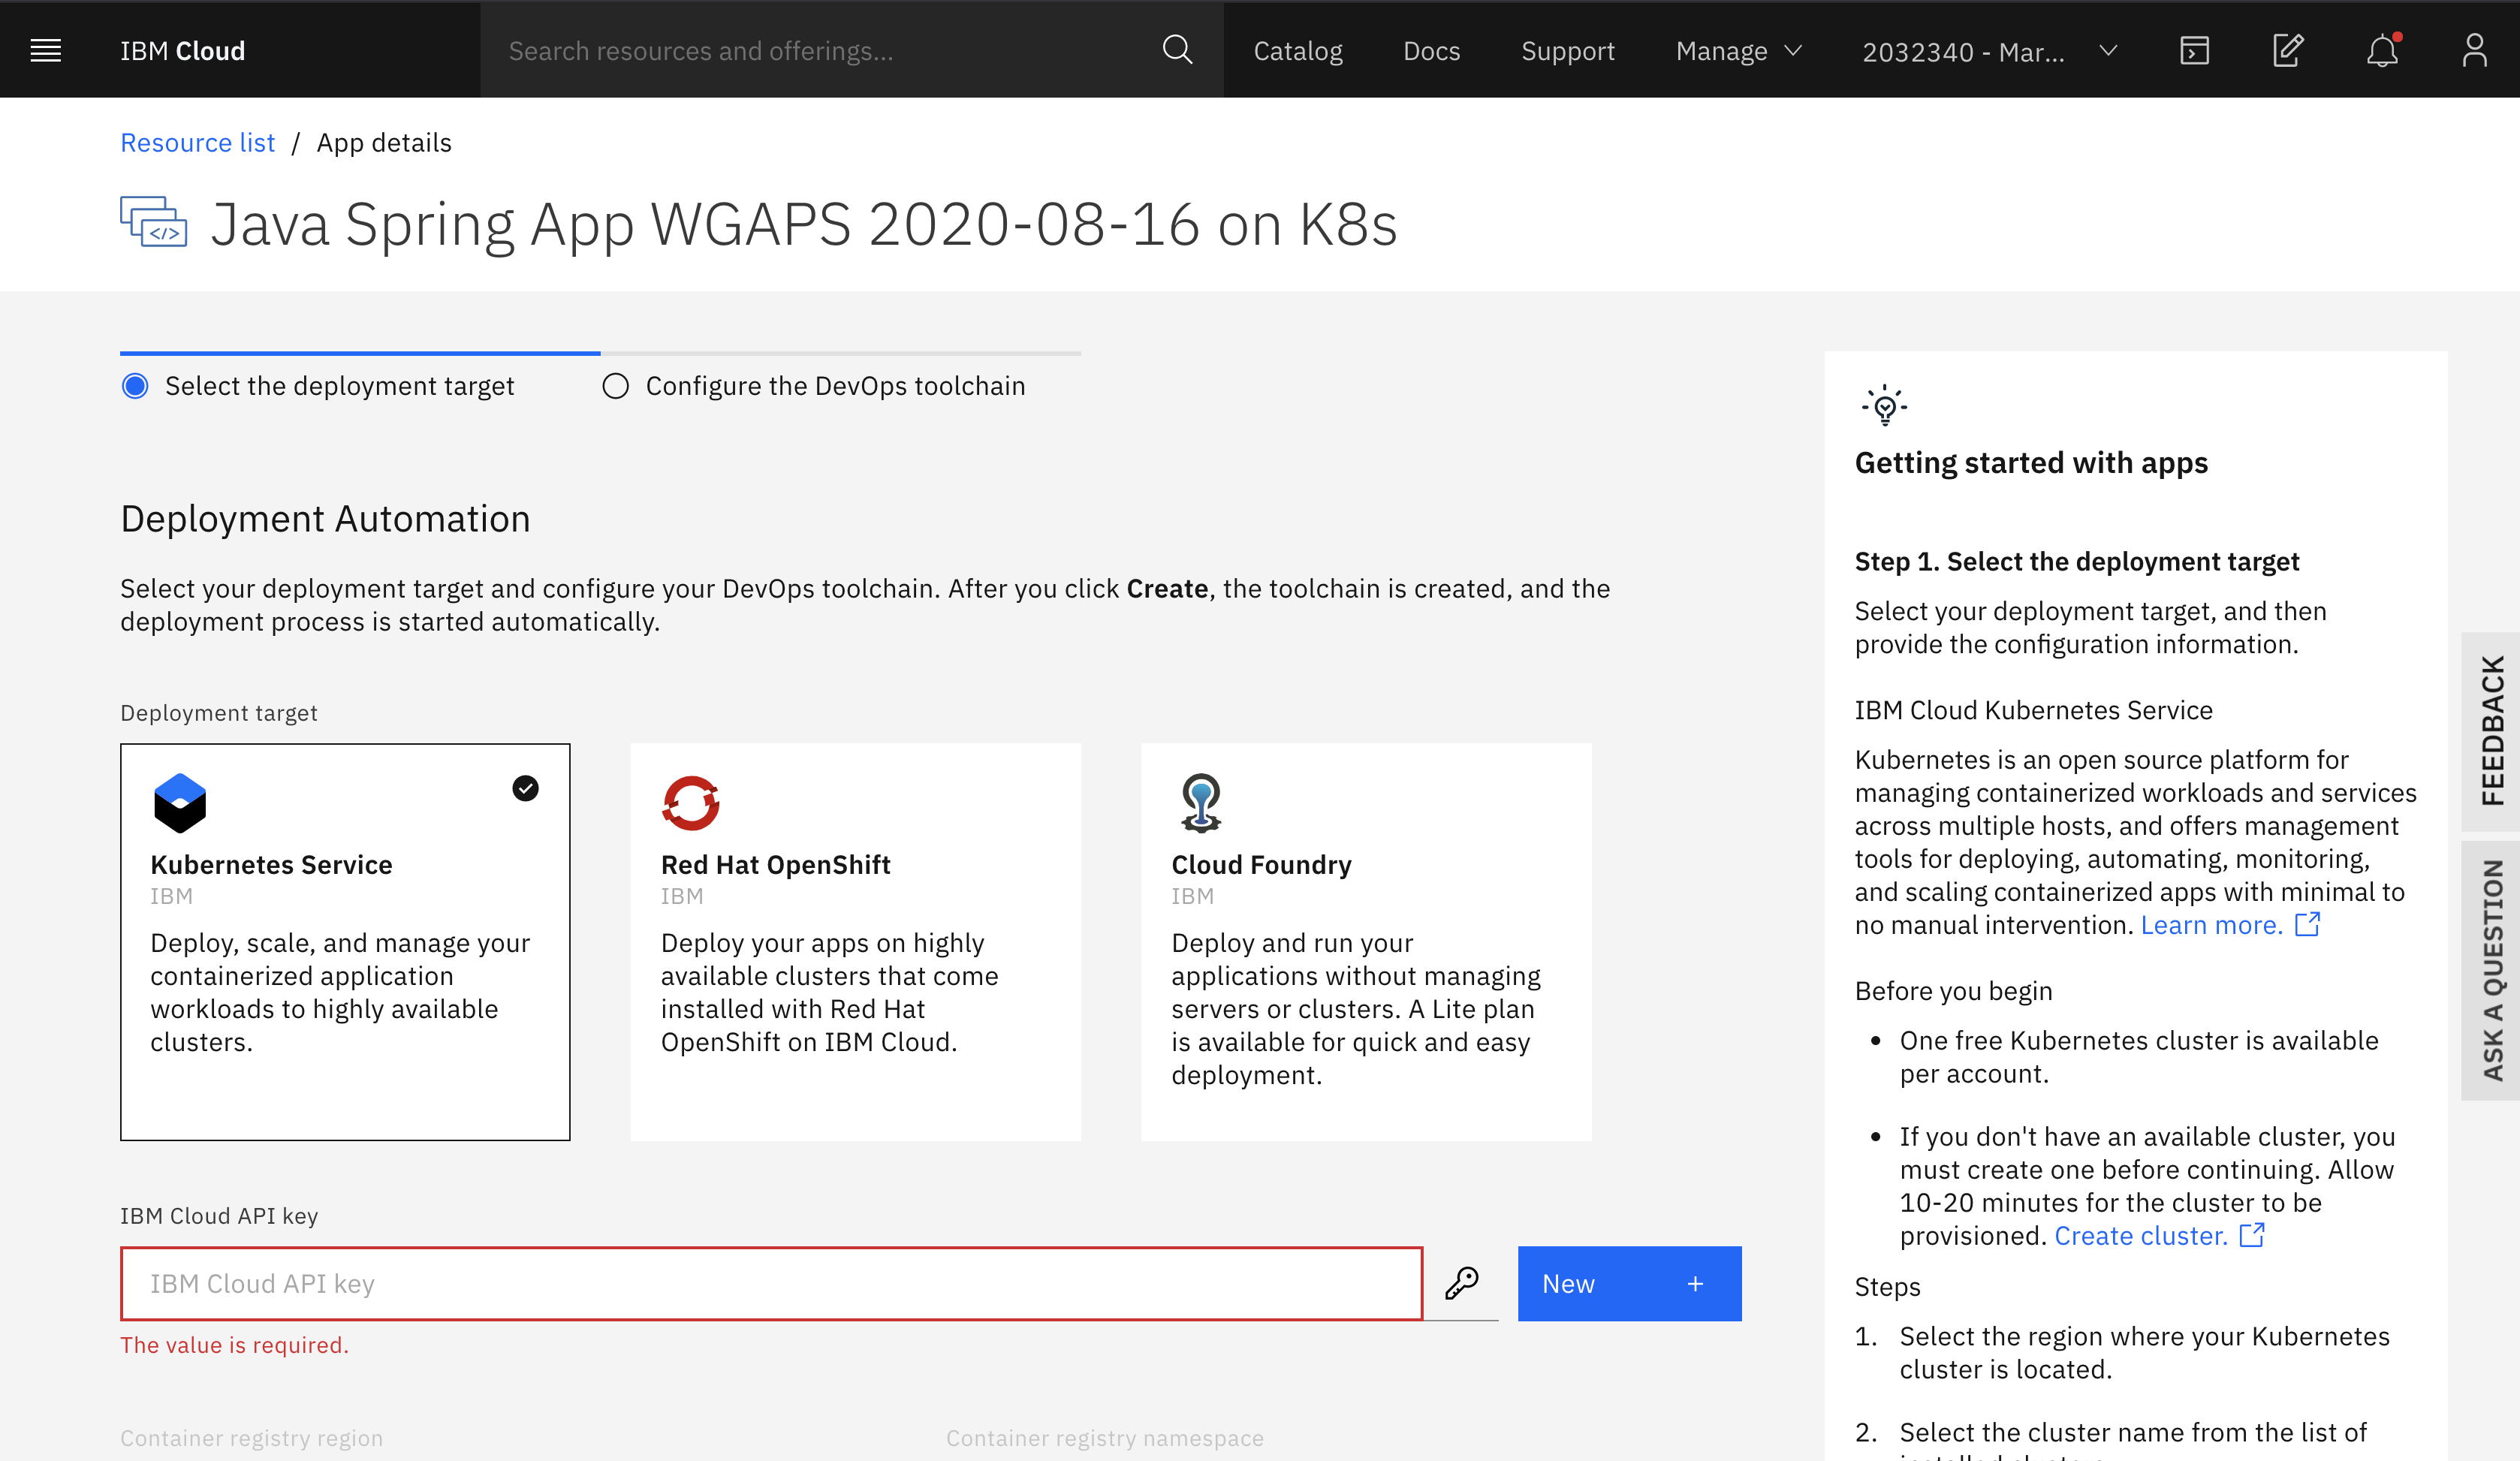 IBM Cloud
Search resources and offerings...
Catalog
Docs
Support
Manage
2032340 - Mar...
Resource list / App details
Java Spring App WGAPS 2020-08-16 on K8s
Select the deployment target
Configure the DevOps toolchain
Deployment Automation
Select your deployment target and configure your DevOps toolchain. After you click Create, the toolchain is created, and the
deployment process is started automatically.
Deployment target
Kubernetes Service
IBM
Deploy, scale, and manage your
containerized application
workloads to highly available
clusters.
Red Hat OpenShift
IBM
Deploy your apps on highly
available clusters that come
installed with Red Hat
OpenShift on IBM Cloud.
Cloud Foundry
IBM
Deploy and run your
applications without managing
servers or clusters. A Lite plan
is available for quick and easy
deployment.
IBM Cloud API key
IBM Cloud API key
New +
The value is required.
Container registry region
Container registry namespace
Getting started with apps
Step 1. Select the deployment target
Select your deployment target, and then
provide the configuration information.
IBM Cloud Kubernetes Service
Kubernetes is an open source platform for
managing containerized workloads and services
across multiple hosts, and offers management
tools for deploying, automating, monitoring,
and scaling containerized apps with minimal to
no manual intervention. Learn more.
Before you begin
• One free Kubernetes cluster is available
per account.
• If you don't have an available cluster, you
must create one before continuing. Allow
10-20 minutes for the cluster to be
provisioned. Create cluster.
Steps
1. Select the region where your Kubernetes
cluster is located.
2. Select the cluster name from the list of
FEEDBACK
ASK A QUESTION